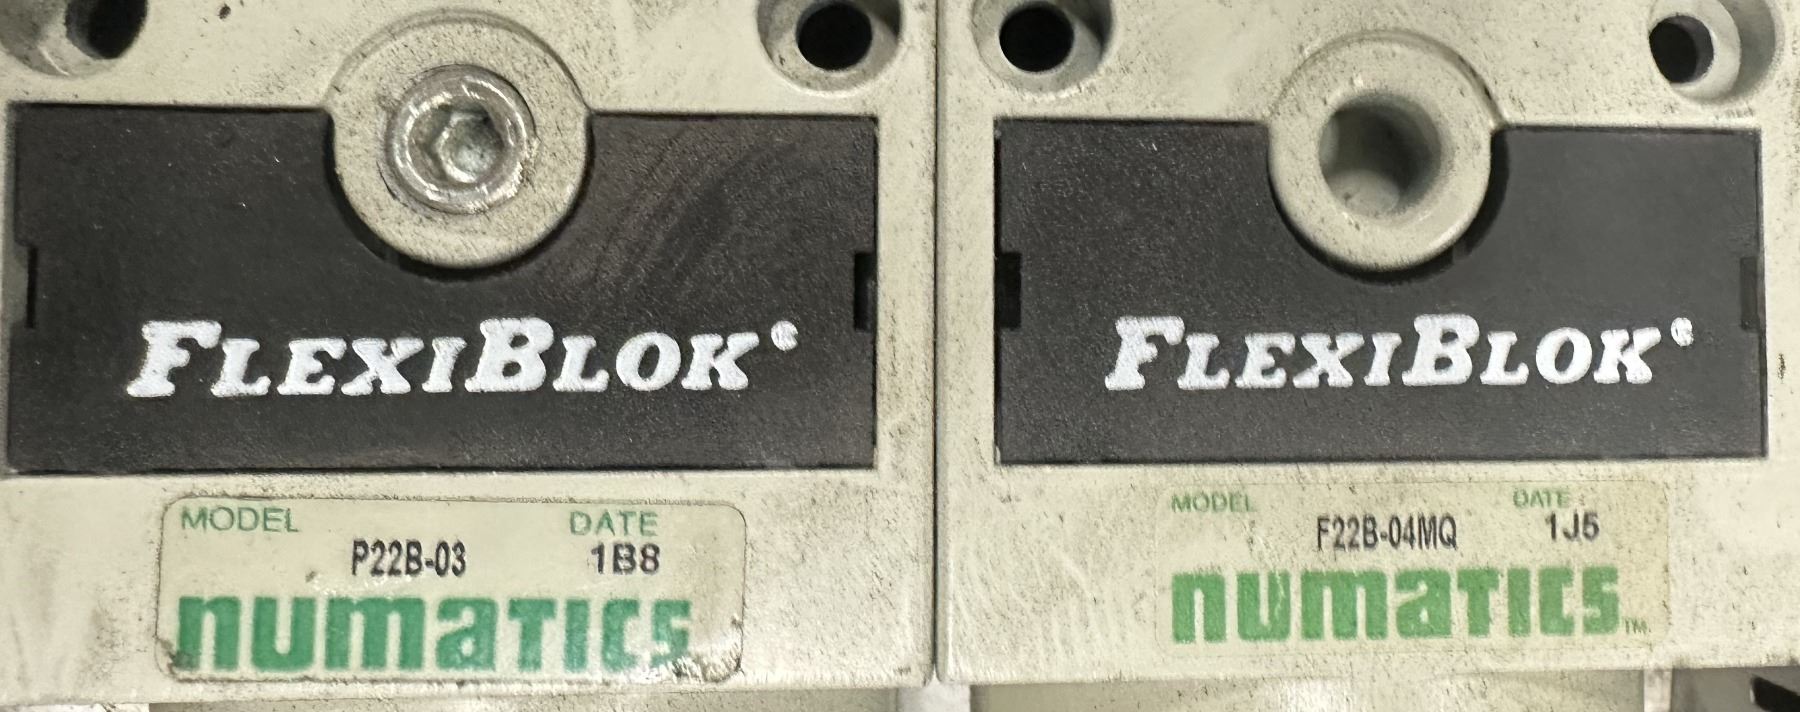 FLEXIBLOK®
MODEL DATE
P22B-03 1B8
numatics
FLEXIBLOK®
MODEL DATE
F22B-04MQ 1J5
numatics™